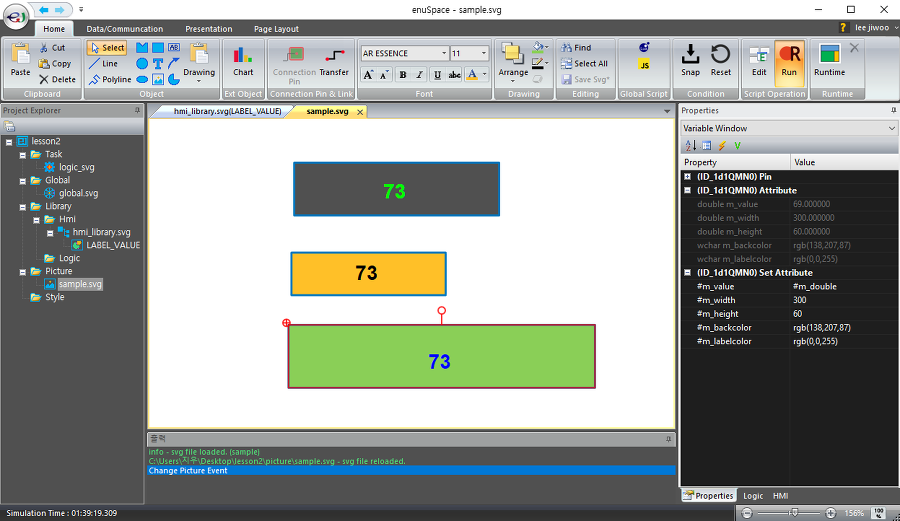 enuSpace - sample.svg
Home Data/Communcation Presentation Page Layout lee jiwoo
Paste Cut Copy Delete
Clipboard
Select Line Polyline AB T Drawing
Object
Chart
Ext Object
Connection Pin Transfer
Connection Pin & Link
AR ESSENCE 11
A A B I U abc A
Font
Arrange
Drawing
Find
Select All
Save Svg*
Editing
JS
Global Script
Snap Reset
Condition
Edit Run
Script Operation
Runtime
Runtime
Project Explorer
lesson2
Task
logic_svg
Global
global.svg
Library
Hmi
hmi_library.svg
LABEL_VALUE
Logic
Picture
sample.svg
Style
hmi_library.svg(LABEL_VALUE) sample.svg
73
73
73
출력
info - svg file loaded. (sample)
C:\Users\지우\Desktop\lesson2\picture\sample.svg - svg file reloaded.
Change Picture Event
Properties
Variable Window
Property Value
(ID_1d1QMN0) Pin
(ID_1d1QMN0) Attribute
double m_value 69.000000
double m_width 300.000000
double m_height 60.000000
wchar m_backcolor rgb(138,207,87)
wchar m_labelcolor rgb(0,0,255)
(ID_1d1QMN0) Set Attribute
#m_value #m_double
#m_width 300
#m_height 60
#m_backcolor rgb(138,207,87)
#m_labelcolor rgb(0,0,255)
Properties Logic HMI
Simulation Time : 01:39:19.309
156% 100 %